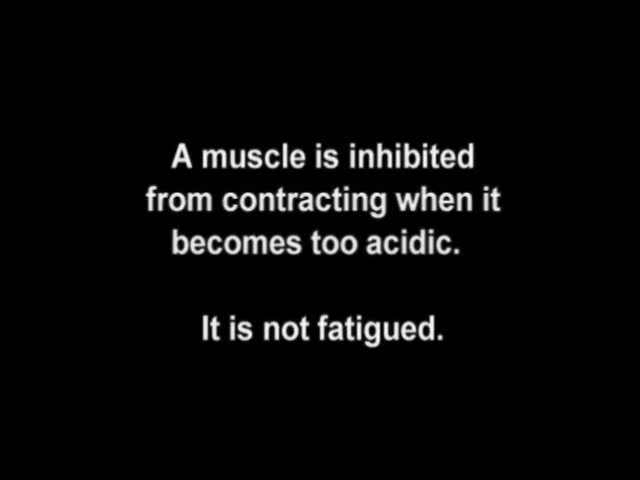 A muscle is inhibited
from contracting when it
becomes too acidic.
It is not fatigued.